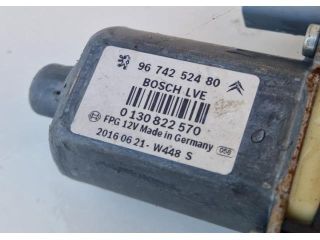 96 742 524 80
BOSCH LVE
0 130 822 570
FPG 12V Made in Germany
2016 06 21 - W448 S
058